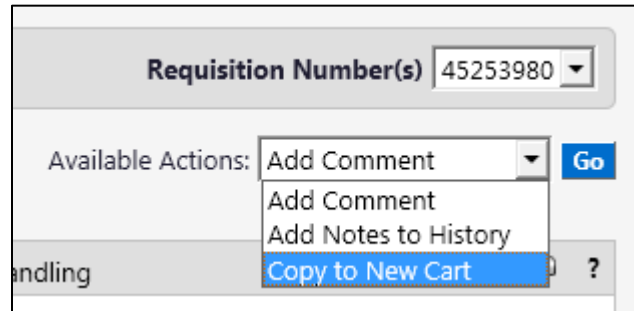 Requisition Number(s) 45253980
Available Actions: Add Comment Go
Add Comment
Add Notes to History
andling Copy to New Cart ?